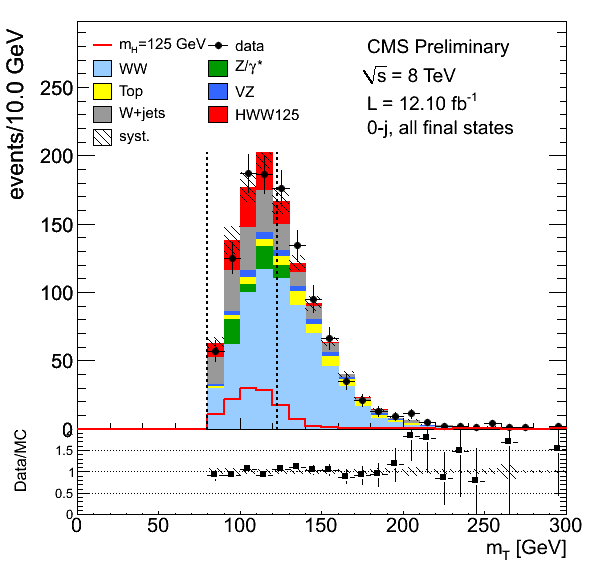 m_H=125 GeV
data
WW
Z/γ*
Top
VZ
W+jets
HWW125
syst.
CMS Preliminary
√s = 8 TeV
L = 12.10 fb⁻¹
0-j, all final states
events/10.0 GeV
250
200
150
100
50
0
Data/MC
2
1.5
1
0.5
0
0 50 100 150 200 250 300
m_T [GeV]